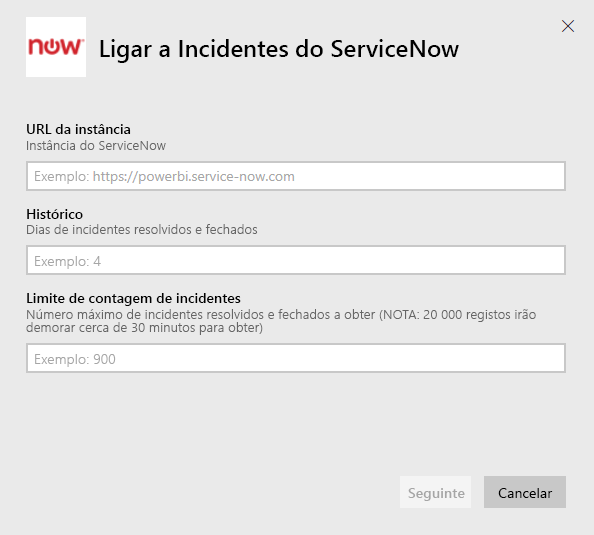 now
Ligar a Incidentes do ServiceNow
URL da instância
Instância do ServiceNow
Exemplo: https://powerbi.service-now.com
Histórico
Dias de incidentes resolvidos e fechados
Exemplo: 4
Limite de contagem de incidentes
Número máximo de incidentes resolvidos e fechados a obter (NOTA: 20 000 registos irão
demorar cerca de 30 minutos para obter)
Exemplo: 900
Seguinte
Cancelar